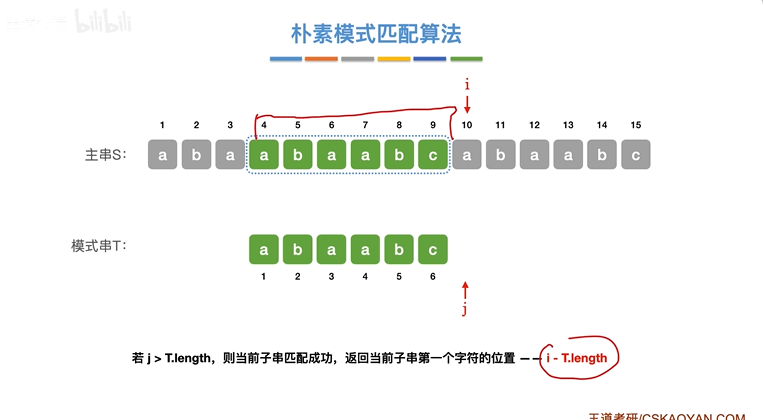 bilibili
朴素模式匹配算法
i
1 2 3 4 5 6 7 8 9 10 11 12 13 14 15
主串S： a b a a b a a b c a b a a b c
模式串T： a b a a b c
1 2 3 4 5 6
j
若 j > T.length，则当前子串匹配成功，返回当前子串第一个字符的位置 —— i - T.length
王道考研/CSKAOYAN.COM